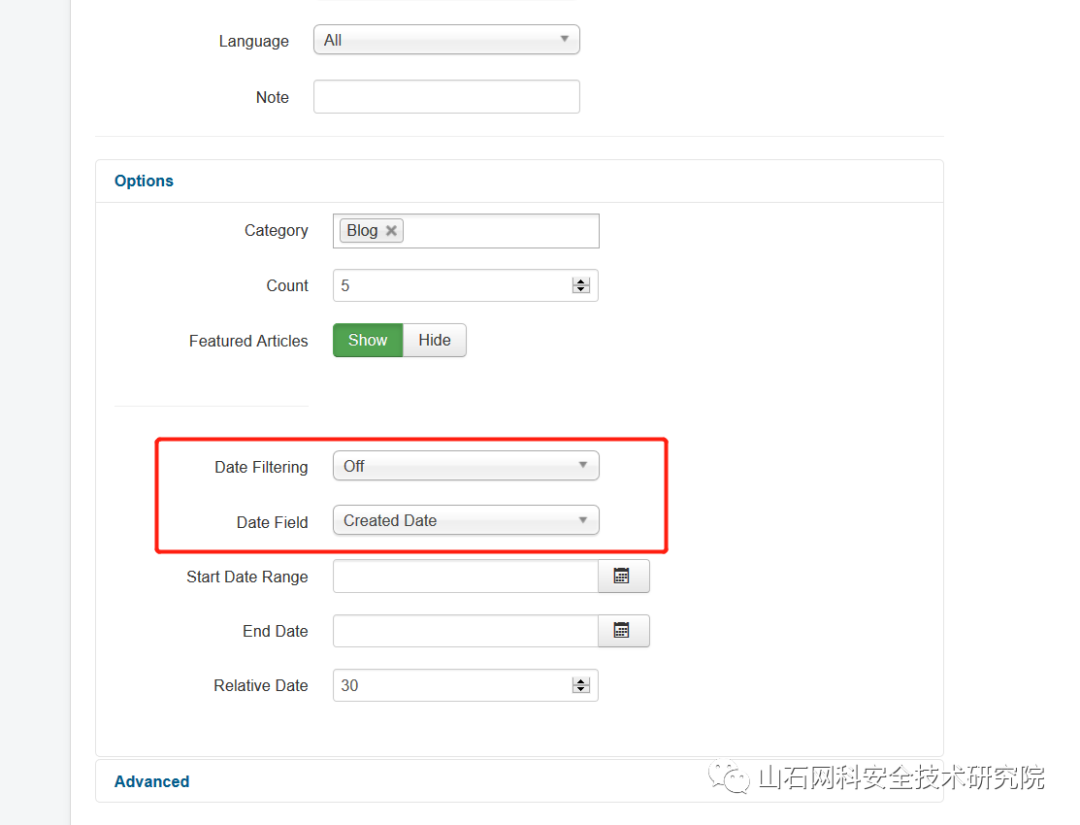 Language All
Note
Options
Category Blog
Count 5
Featured Articles Show Hide
Date Filtering Off
Date Field Created Date
Start Date Range
End Date
Relative Date 30
Advanced
山石网科安全技术研究院